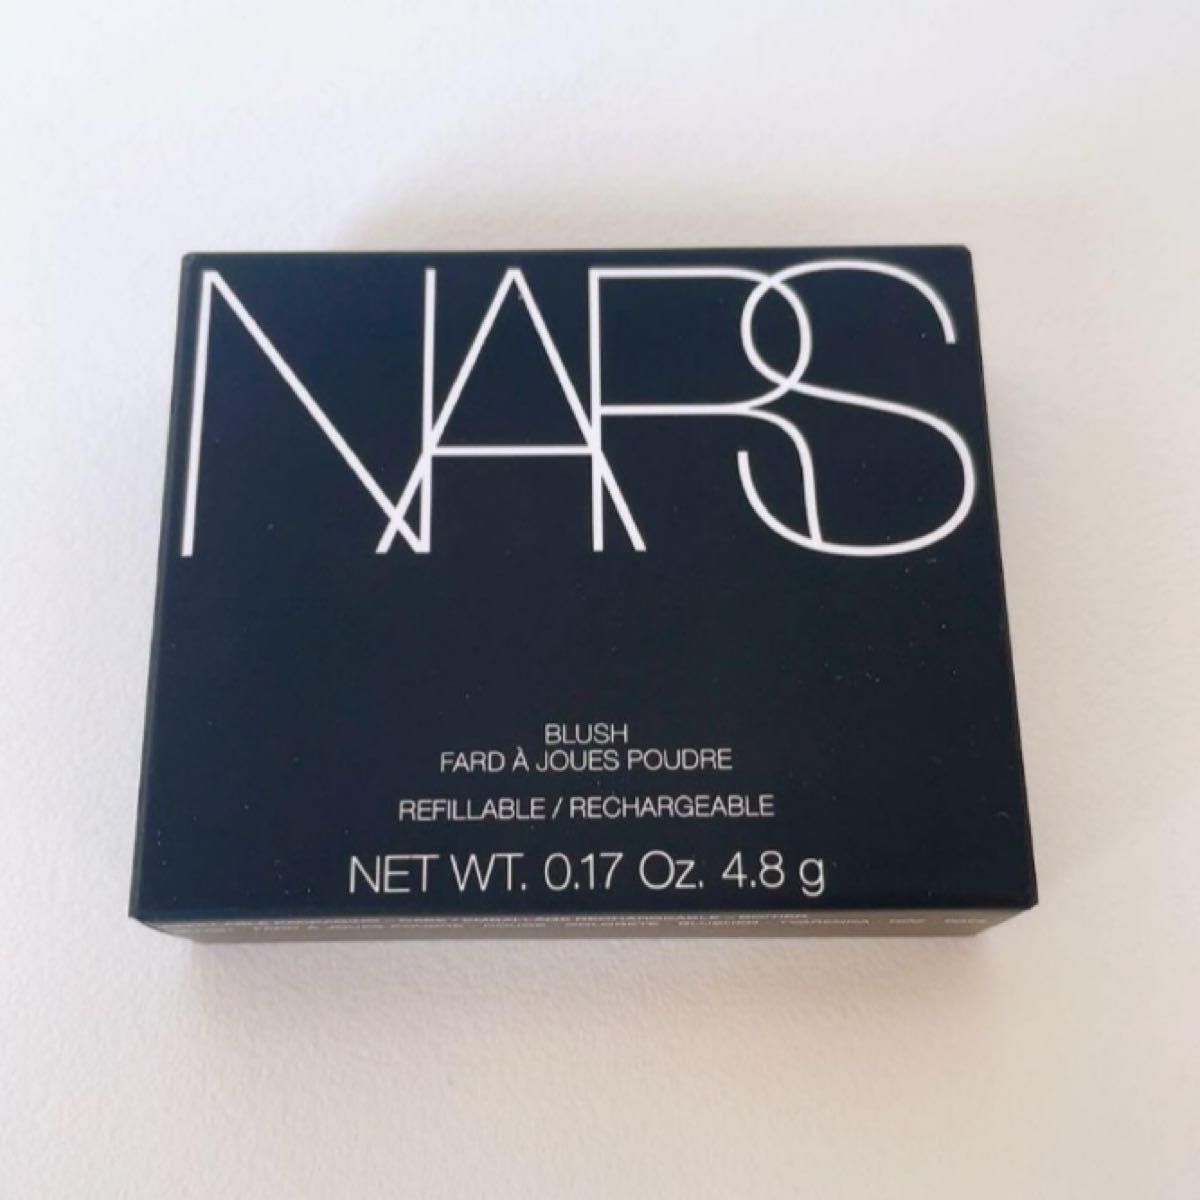 NARS
BLUSH
FARD À JOUES POUDRE
REFILLABLE / RECHARGEABLE
NET WT. 0.17 Oz. 4.8 g